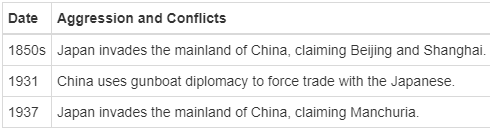 Date Aggression and Conflicts
1850s Japan invades the mainland of China, claiming Beijing and Shanghai.
1931 China uses gunboat diplomacy to force trade with the Japanese.
1937 Japan invades the mainland of China, claiming Manchuria.